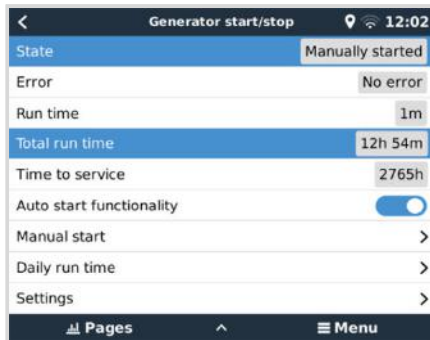 Generator start/stop 12:02
State Manually started
Error No error
Run time 1m
Total run time 12h 54m
Time to service 2765h
Auto start functionality
Manual start
Daily run time
Settings
Pages Menu